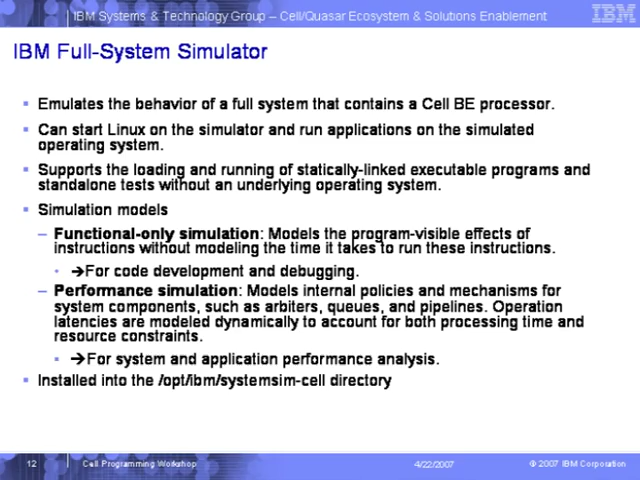 IBM Systems & Technology Group – Cell/Quasar Ecosystem & Solutions Enablement
IBM
IBM Full-System Simulator
▪ Emulates the behavior of a full system that contains a Cell BE processor.
▪ Can start Linux on the simulator and run applications on the simulated
operating system.
▪ Supports the loading and running of statically-linked executable programs and
standalone tests without an underlying operating system.
▪ Simulation models
– Functional-only simulation: Models the program-visible effects of
instructions without modeling the time it takes to run these instructions.
• ➔For code development and debugging.
– Performance simulation: Models internal policies and mechanisms for
system components, such as arbiters, queues, and pipelines. Operation
latencies are modeled dynamically to account for both processing time and
resource constraints.
▪ ➔For system and application performance analysis.
▪ Installed into the /opt/ibm/systemsim-cell directory
12 Cell Programming Workshop 4/22/2007 © 2007 IBM Corporation